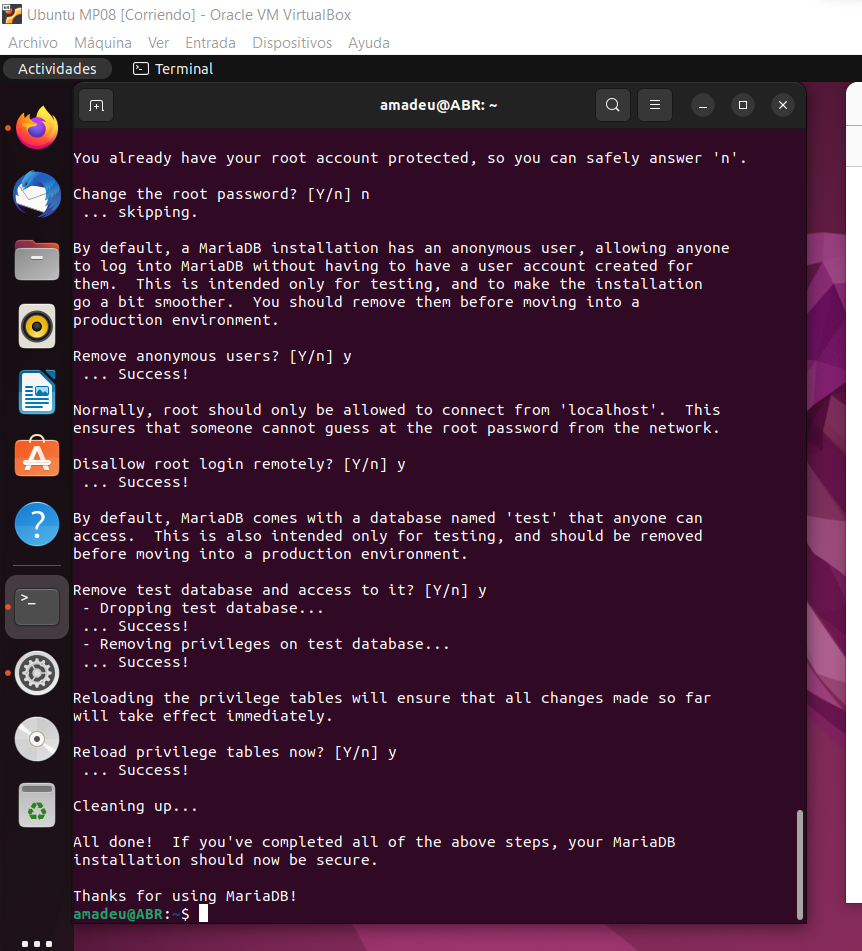 Ubuntu MP08 [Corriendo] - Oracle VM VirtualBox
Archivo Máquina Ver Entrada Dispositivos Ayuda
Actividades Terminal
amadeu@ABR: ~
You already have your root account protected, so you can safely answer 'n'.
Change the root password? [Y/n] n
... skipping.
By default, a MariaDB installation has an anonymous user, allowing anyone
to log into MariaDB without having to have a user account created for
them.  This is intended only for testing, and to make the installation
go a bit smoother.  You should remove them before moving into a
production environment.
Remove anonymous users? [Y/n] y
... Success!
Normally, root should only be allowed to connect from 'localhost'.  This
ensures that someone cannot guess at the root password from the network.
Disallow root login remotely? [Y/n] y
... Success!
By default, MariaDB comes with a database named 'test' that anyone can
access.  This is also intended only for testing, and should be removed
before moving into a production environment.
Remove test database and access to it? [Y/n] y
- Dropping test database...
... Success!
- Removing privileges on test database...
... Success!
Reloading the privilege tables will ensure that all changes made so far
will take effect immediately.
Reload privilege tables now? [Y/n] y
... Success!
Cleaning up...
All done!  If you've completed all of the above steps, your MariaDB
installation should now be secure.
Thanks for using MariaDB!
amadeu@ABR:~$